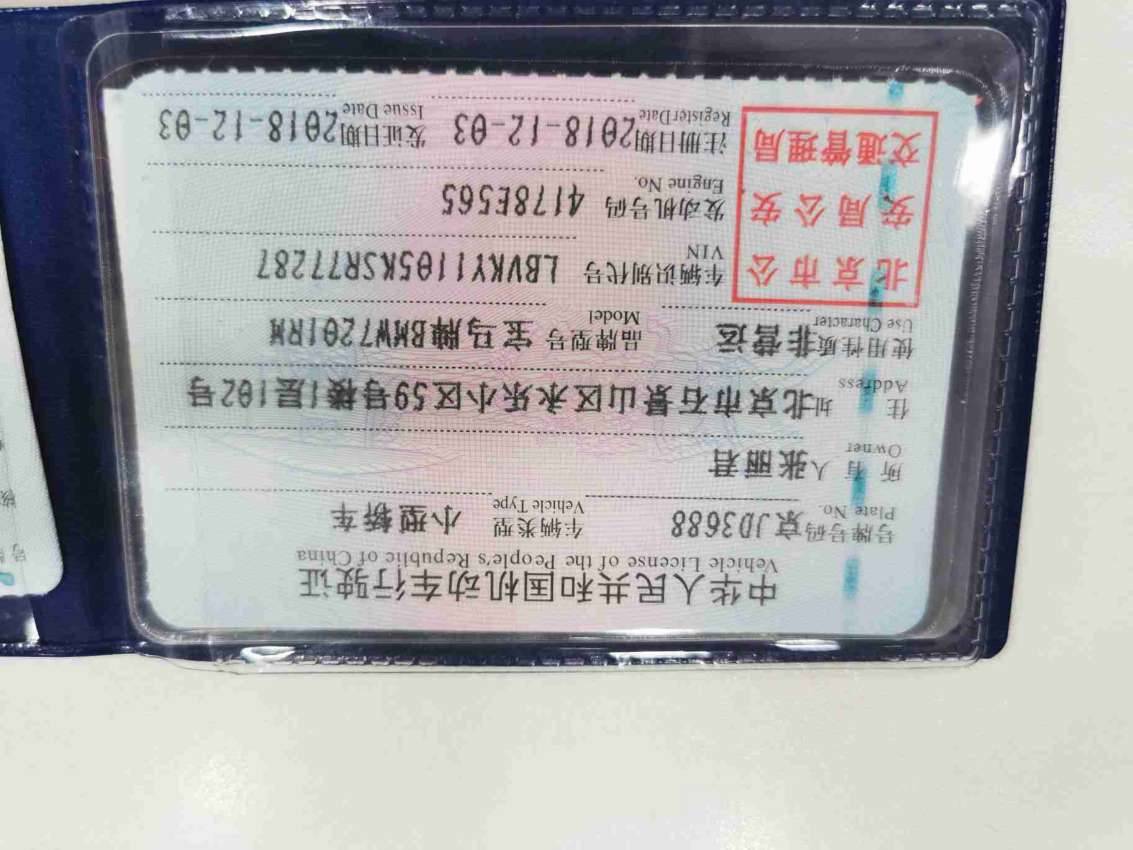 中华人民共和国机动车行驶证
Vehicle License of the People's Republic of China
号牌号码 京JD3688 车辆类型 小型轿车
Plate No. Vehicle Type
所有人 张丽君
Owner
住址 北京市石景山区永乐小区59号楼1层102号
Address
使用性质 非营运 品牌型号 宝马牌BMW7201RM
Use Character Model
北京市公
安局公安
交通管理局
车辆识别代号 LBVKY1105KSR77287
VIN
发动机号码 4178E565
Engine No.
注册日期 2018-12-03 发证日期 2018-12-03
Register Date Issue Date